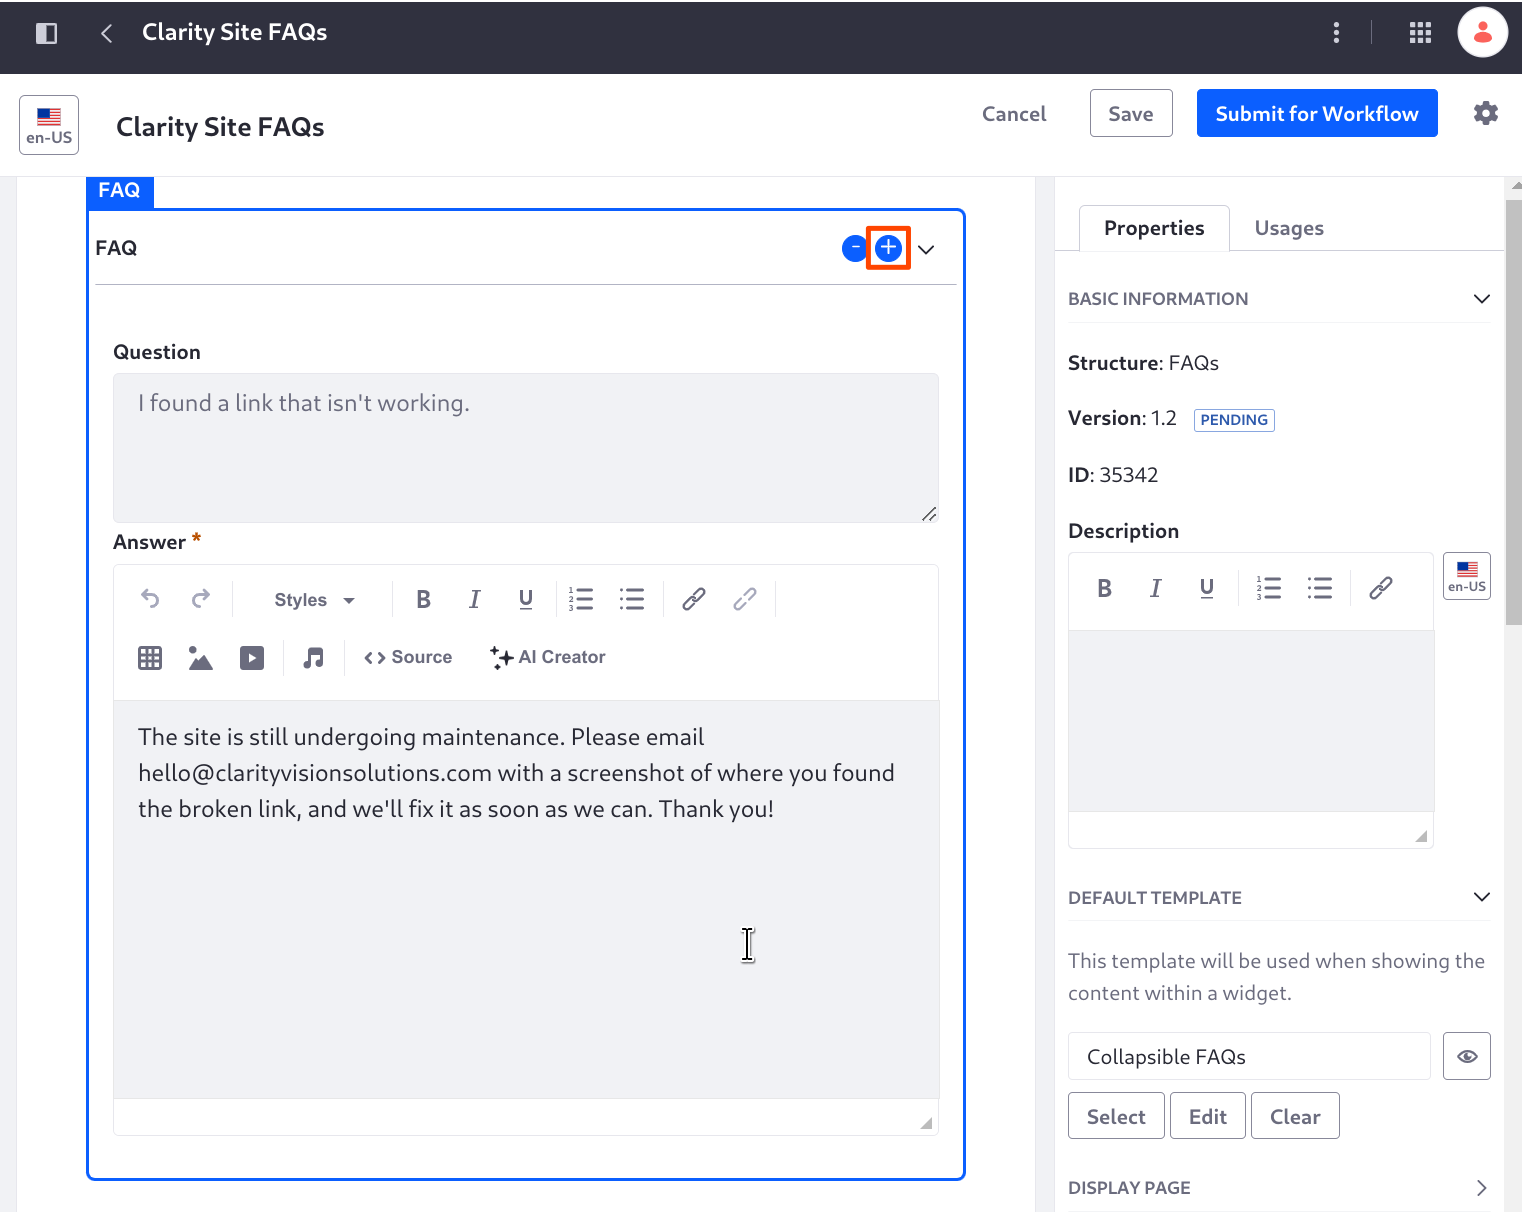 Clarity Site FAQs
en-US
Clarity Site FAQs
Cancel
Save
Submit for Workflow
FAQ
FAQ
Question
I found a link that isn't working.
Answer *
Styles
B I U
Source
AI Creator
The site is still undergoing maintenance. Please email
hello@clarityvisionsolutions.com with a screenshot of where you found
the broken link, and we'll fix it as soon as we can. Thank you!
Properties
Usages
BASIC INFORMATION
Structure: FAQs
Version: 1.2 PENDING
ID: 35342
Description
B I U
en-US
DEFAULT TEMPLATE
This template will be used when showing the
content within a widget.
Collapsible FAQs
Select
Edit
Clear
DISPLAY PAGE